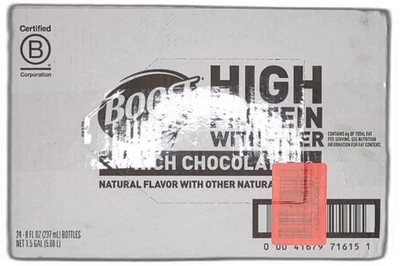 Certified
B
Corporation
BOOST
HIGH
WITH
RICH CHOCOLA
NATURAL FLAVOR WITH OTHER NATURA
CONTAINS 6g OF TOTAL FAT
PER SERVING. SEE NUTRITION
INFORMATION FOR FAT CONTENT.
24 - 8 FL OZ (237 mL) BOTTLES
NET 1.5 GAL (5.68 L)
0 00 41679 71615 1